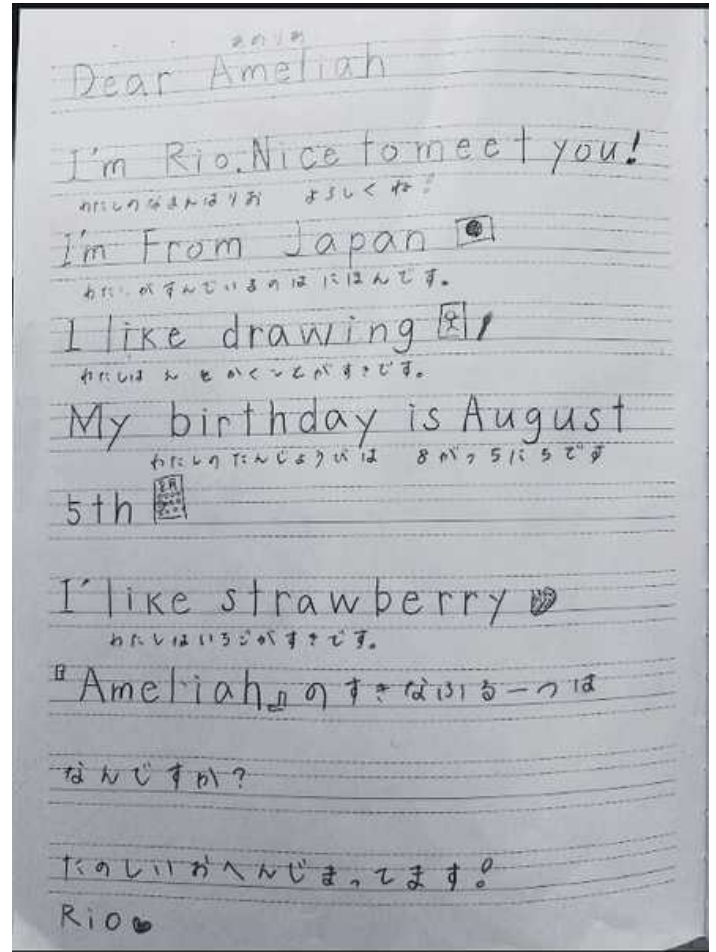 あめりあ
Dear Ameliah
I'm Rio. Nice to meet you!
わたしのなまえはりお よろしくね!
I'm From Japan
わたしがすんでいるのはにほんです。
I like drawing
わたしは え をかくことがすきです。
My birthday is August
わたしのたんじょうびは 8がつ5にちです
5th
I' like strawberry
わたしはいちごがすきです。
『Ameliah』のすきなふるーつは
なんですか?
たのしいおへんじまってます!
Rio